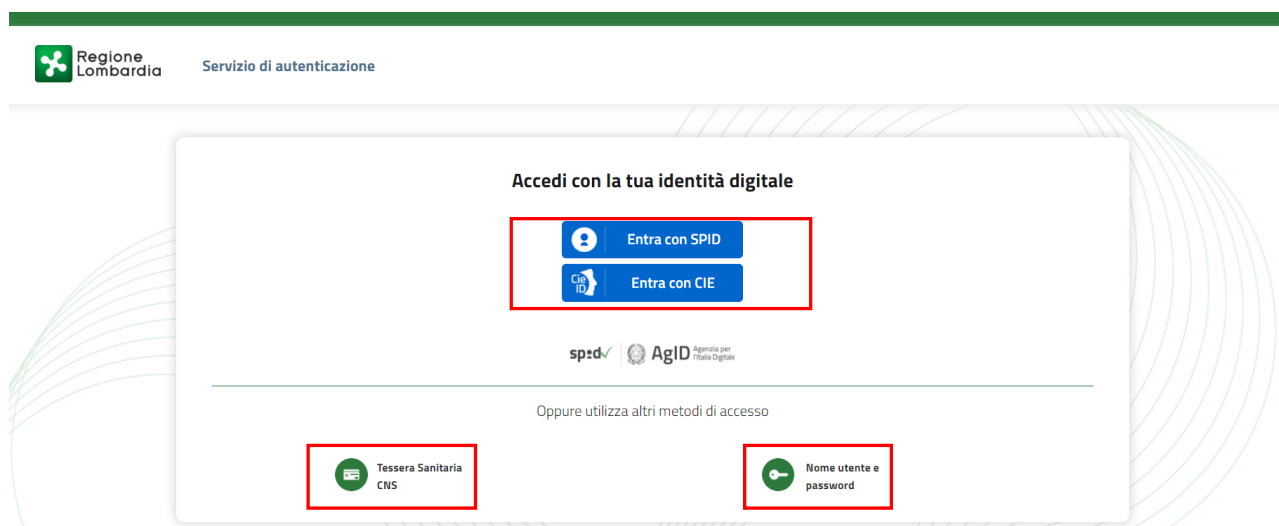 Regione
Lombardia
Servizio di autenticazione
Accedi con la tua identità digitale
Entra con SPID
Cie
ID
Entra con CIE
sp:d
AgID
Agenzia per
l'Italia Digitale
Oppure utilizza altri metodi di accesso
Tessera Sanitaria
CNS
Nome utente e
password